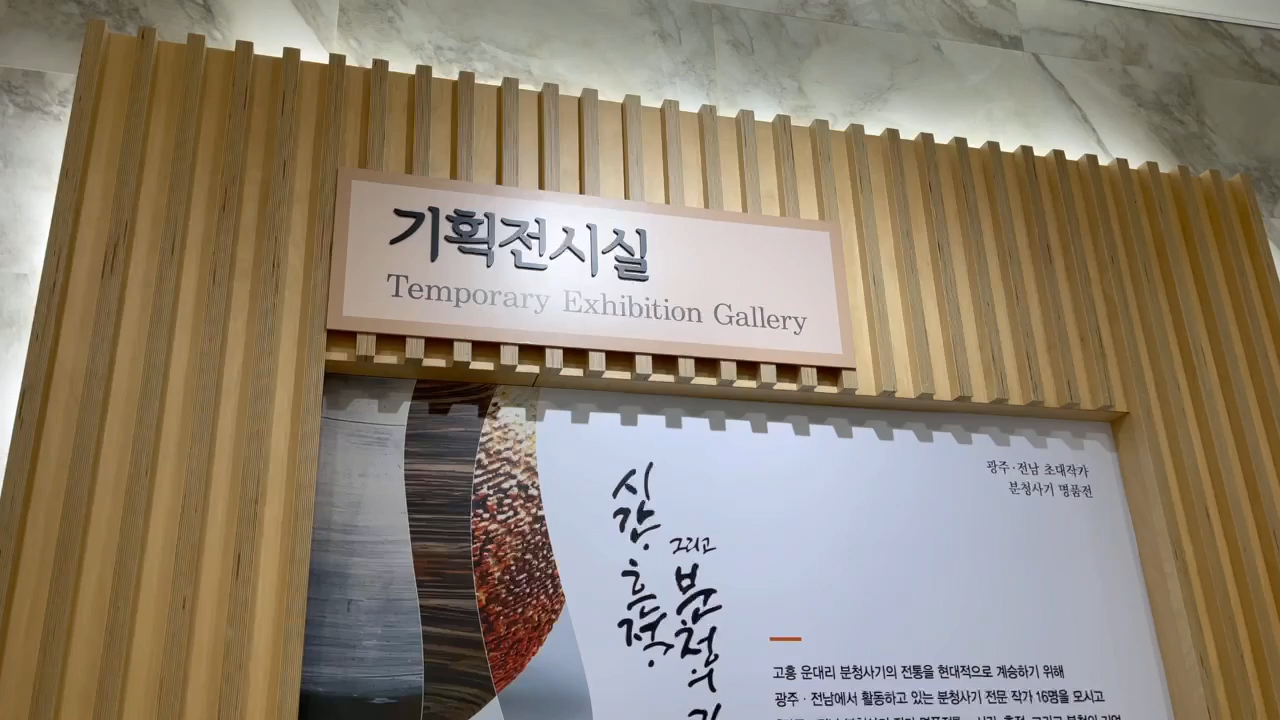 기획전시실
Temporary Exhibition Gallery
광주·전남 초대작가
분청사기 명품전
시간, 흔적,
그리고
분청의
고흥 운대리 분청사기의 전통을 현대적으로 계승하기 위해
광주 · 전남에서 활동하고 있는 분청사기 전문 작가 16명을 모시고